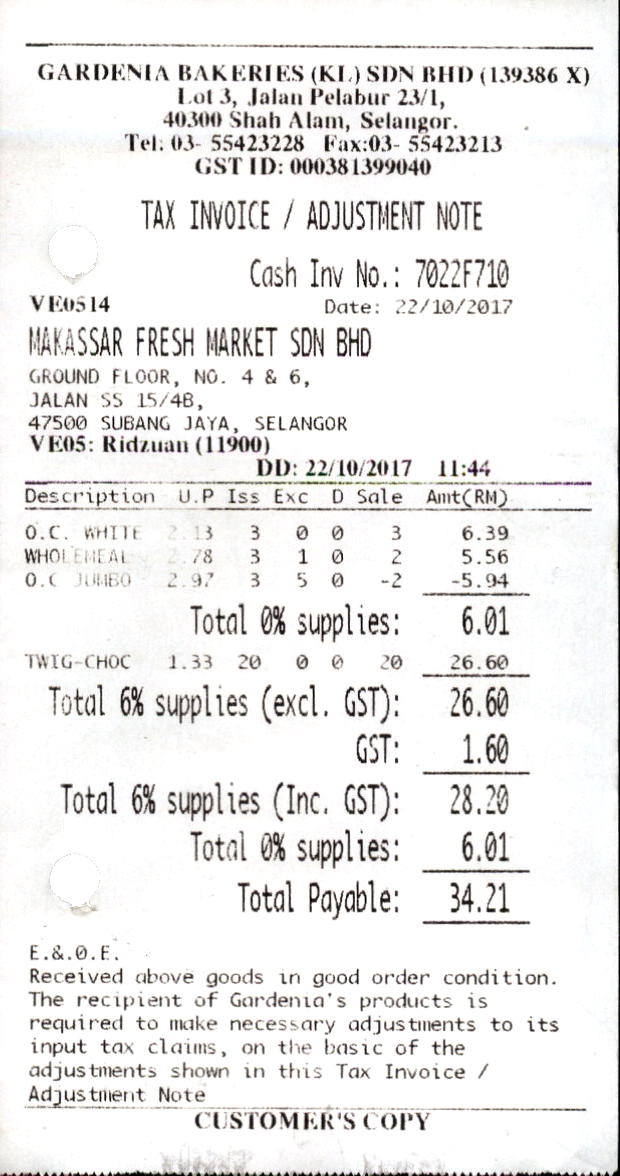 GARDENIA BAKERIES (KL) SDN BHD (139386 X)
Lot 3, Jalan Pelabur 23/1,
40300 Shah Alam, Selangor.
Tel: 03- 55423228 Fax:03- 55423213
GST ID: 000381399040
TAX INVOICE / ADJUSTMENT NOTE
Cash Inv No.: 7022F710
VE0514 Date: 22/10/2017
MAKASSAR FRESH MARKET SDN BHD
GROUND FLOOR, NO. 4 & 6,
JALAN SS 15/4B,
47500 SUBANG JAYA, SELANGOR
VE05: Ridzuan (11900)
DD: 22/10/2017 11:44
Description U.P Iss Exc D Sale Amt(RM)
O.C. WHITE 2.13 3 0 0 3 6.39
WHOLEMEAL 2.78 3 1 0 2 5.56
O.C JUMBO 2.97 3 5 0 -2 -5.94
Total 0% supplies: 6.01
TWIG-CHOC 1.33 20 0 0 20 26.60
Total 6% supplies (excl. GST): 26.60
GST: 1.60
Total 6% supplies (Inc. GST): 28.20
Total 0% supplies: 6.01
Total Payable: 34.21
E.&.O.E.
Received above goods in good order condition.
The recipient of Gardenia's products is
required to make necessary adjustments to its
input tax claims, on the basic of the
adjustments shown in this Tax Invoice /
Adjustment Note
CUSTOMER'S COPY